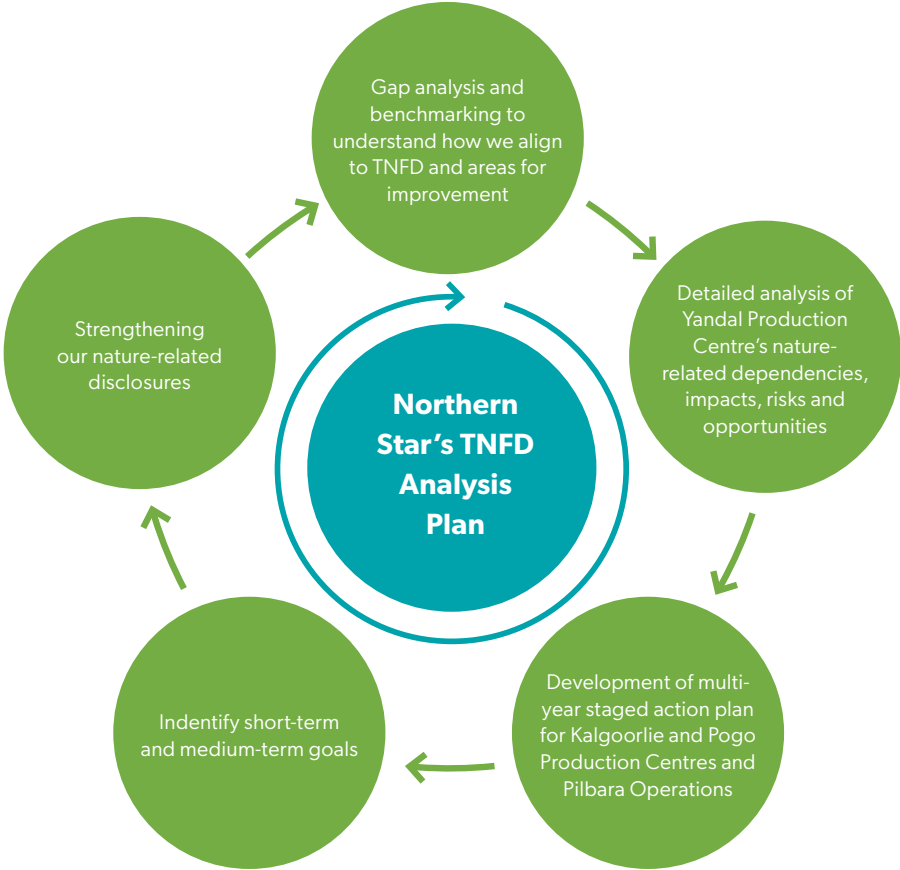 Gap analysis and
benchmarking to
understand how we align
to TNFD and areas for
improvement
Detailed analysis of
Yandal Production
Centre's nature-
related dependencies,
impacts, risks and
opportunities
Development of multi-
year staged action plan
for Kalgoorlie and Pogo
Production Centres and
Pilbara Operations
Indentify short-term
and medium-term goals
Strengthening
our nature-related
disclosures
Northern
Star's TNFD
Analysis
Plan